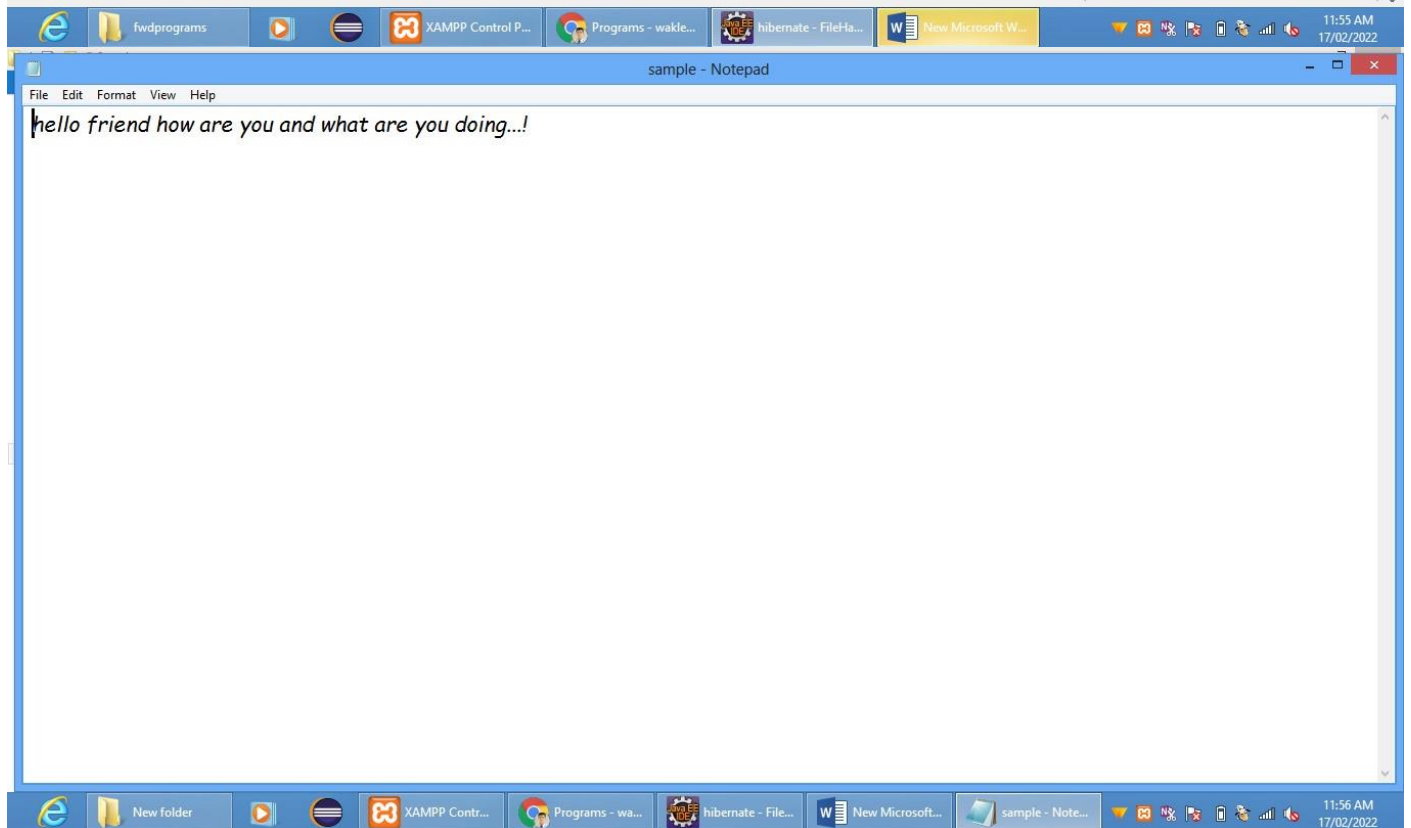 fwdprograms
XAMPP Control P...
Programs - wakle...
hibernate - FileHa...
New Microsoft W...
11:55 AM
17/02/2022
sample - Notepad
File Edit Format View Help
hello friend how are you and what are you doing...!
New folder
XAMPP Contr...
Programs - wa...
hibernate - File...
New Microsoft...
sample - Note...
11:56 AM
17/02/2022